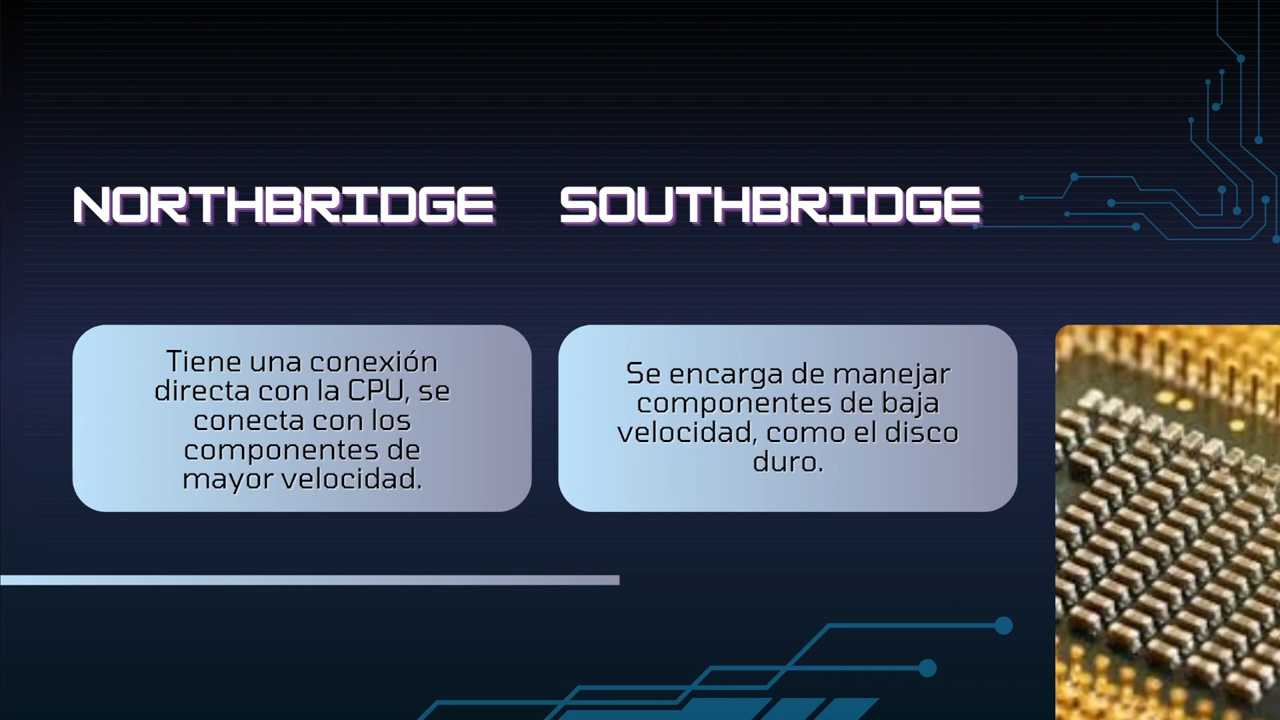 NORTHBRIDGE
SOUTHBRIDGE
Tiene una conexión
directa con la CPU, se
conecta con los
componentes de
mayor velocidad.
Se encarga de manejar
componentes de baja
velocidad, como el disco
duro.